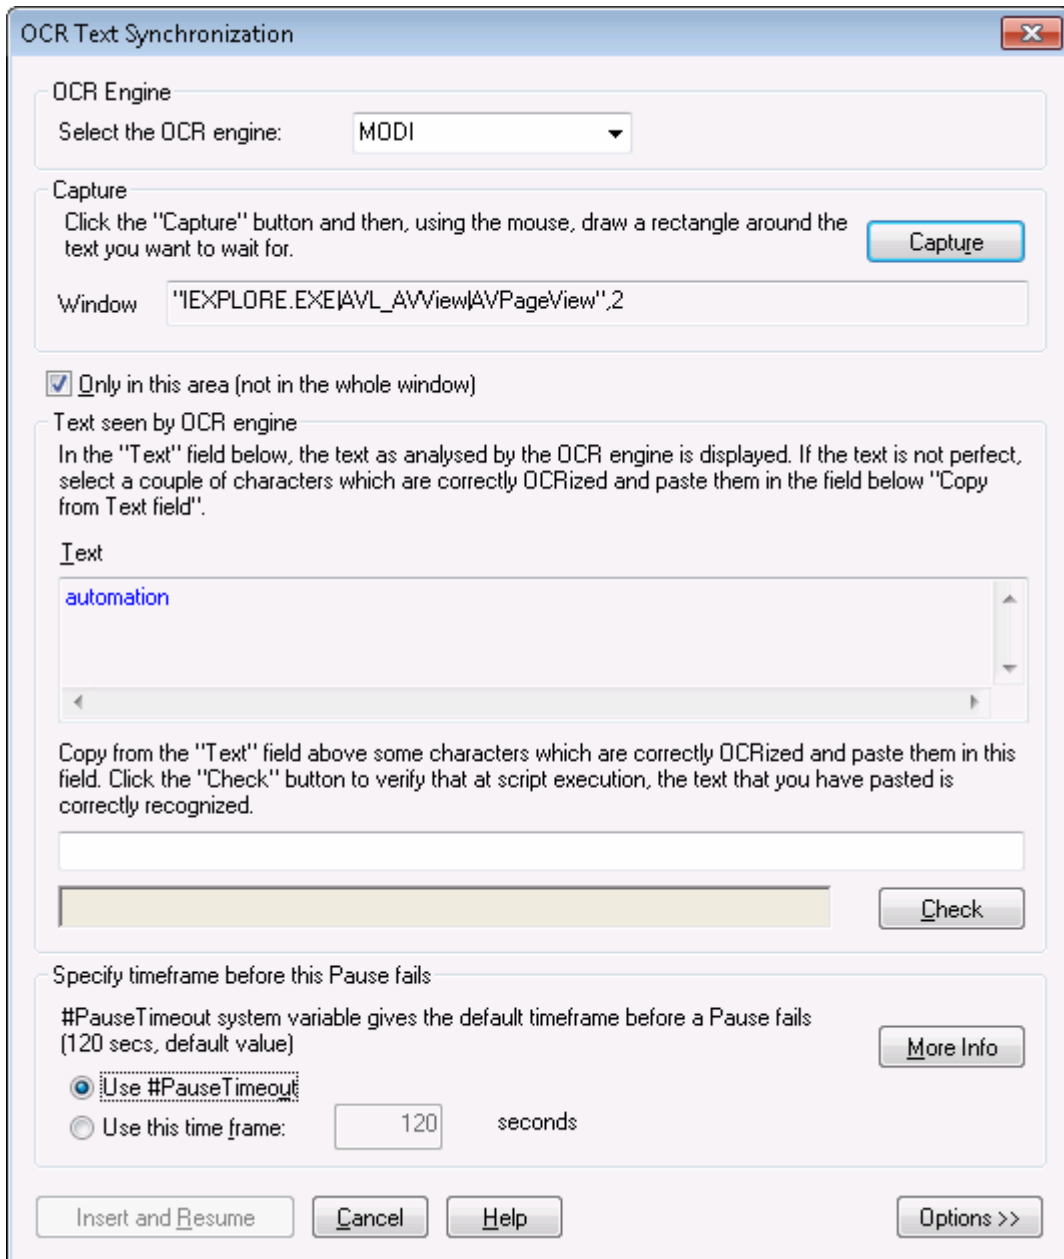 OCR Text Synchronization
OCR Engine
Select the OCR engine:
MODI
Capture
Click the "Capture" button and then, using the mouse, draw a rectangle around the
text you want to wait for.
Capture
Window
"IEXPLORE.EXE|AVL_AVView|AVPageView",2
Only in this area (not in the whole window)
Text seen by OCR engine
In the "Text" field below, the text as analysed by the OCR engine is displayed. If the text is not perfect,
select a couple of characters which are correctly OCRized and paste them in the field below "Copy
from Text field".
Text
automation
Copy from the "Text" field above some characters which are correctly OCRized and paste them in this
field. Click the "Check" button to verify that at script execution, the text that you have pasted is
correctly recognized.
Check
Specify timeframe before this Pause fails
#PauseTimeout system variable gives the default timeframe before a Pause fails
(120 secs, default value)
More Info
Use #PauseTimeout
Use this time frame:
120
seconds
Insert and Resume
Cancel
Help
Options >>